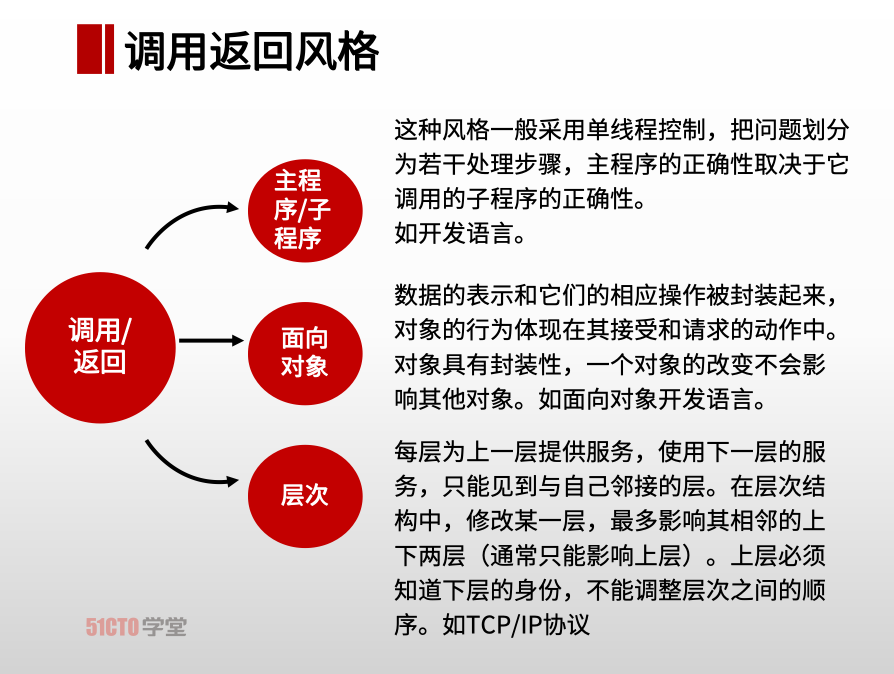 调用返回风格
这种风格一般采用单线程控制，把问题划分
为若干处理步骤，主程序的正确性取决于它
调用的子程序的正确性。
如开发语言。
主程
序/子
程序
数据的表示和它们的相应操作被封装起来，
对象的行为体现在其接受和请求的动作中。
对象具有封装性，一个对象的改变不会影
响其他对象。如面向对象开发语言。
调用/
返回
面向
对象
每层为上一层提供服务，使用下一层的服
务，只能见到与自己邻接的层。在层次结
构中，修改某一层，最多影响其相邻的上
下两层（通常只能影响上层）。上层必须
知道下层的身份，不能调整层次之间的顺
序。如TCP/IP协议
层次
51CTO学堂